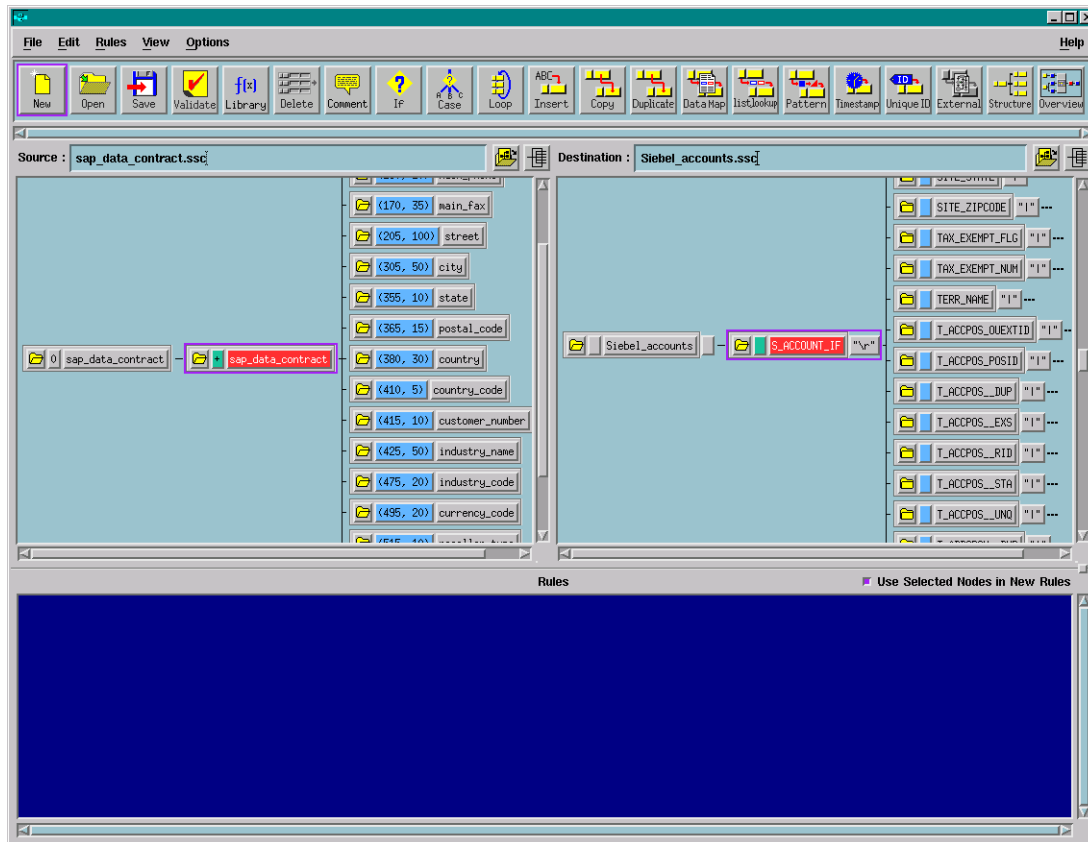 File Edit Rules View Options Help
New Open Save Validate f(x) Library Delete Comment ? If A B C Case Loop ABC Insert Copy Duplicate Data Map list_lookup Pattern Timestamp ID Unique ID External Structure Overview
Source : sap_data_contract.ssc Destination : Siebel_accounts.ssc
(170, 35) main_fax
(205, 100) street
(305, 50) city
(355, 10) state
(365, 15) postal_code
0 sap_data_contract + sap_data_contract (380, 30) country
(410, 5) country_code
(415, 10) customer_number
(425, 50) industry_name
(475, 20) industry_code
(495, 20) currency_code
SITE_STATE "|"
SITE_ZIPCODE "|"
TAX_EXEMPT_FLG "|"
TAX_EXEMPT_NUM "|"
TERR_NAME "|"
T_ACCPOS_OUEXTID "|"
Siebel_accounts S_ACCOUNT_IF "\r"
T_ACCPOS_POSID "|"
T_ACCPOS__DUP "|"
T_ACCPOS__EXS "|"
T_ACCPOS__RID "|"
T_ACCPOS__STA "|"
T_ACCPOS__UNQ "|"
Rules Use Selected Nodes in New Rules